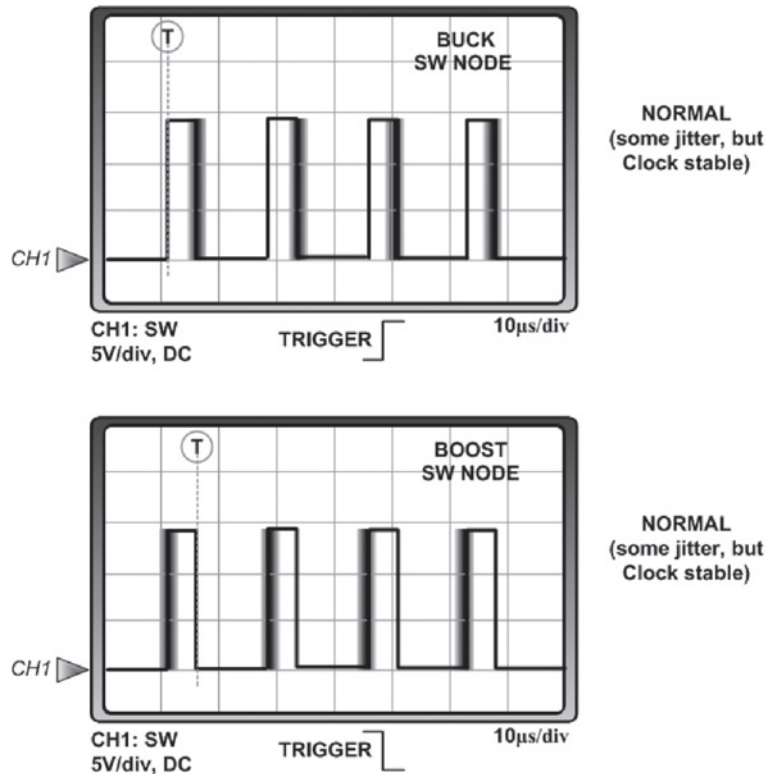 T
BUCK
SW NODE
NORMAL
(some jitter, but
Clock stable)
CH1
CH1: SW
5V/div, DC
TRIGGER
10µs/div
T
BOOST
SW NODE
NORMAL
(some jitter, but
Clock stable)
CH1
CH1: SW
5V/div, DC
TRIGGER
10µs/div